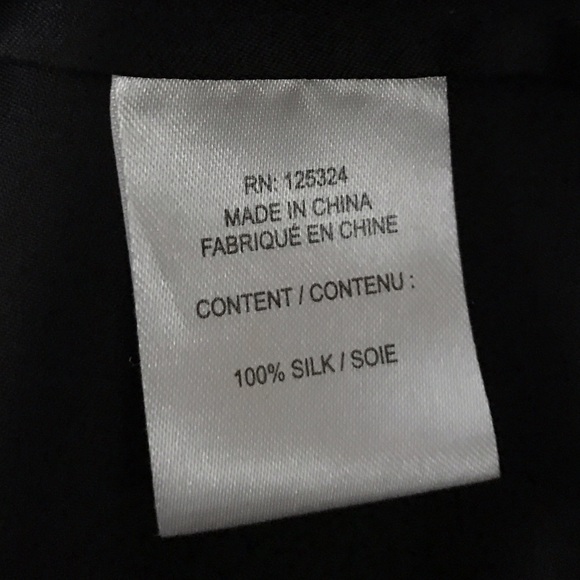 RN: 125324
MADE IN CHINA
FABRIQUÉ EN CHINE
CONTENT / CONTENU :
100% SILK / SOIE